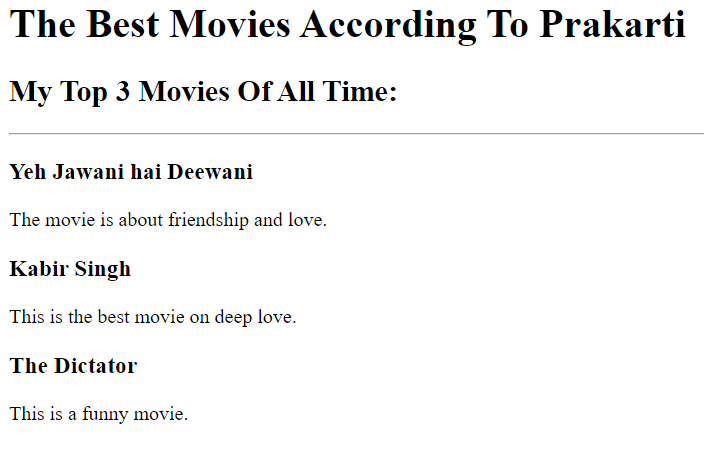 The Best Movies According To Prakarti
My Top 3 Movies Of All Time:
Yeh Jawani hai Deewani
The movie is about friendship and love.
Kabir Singh
This is the best movie on deep love.
The Dictator
This is a funny movie.